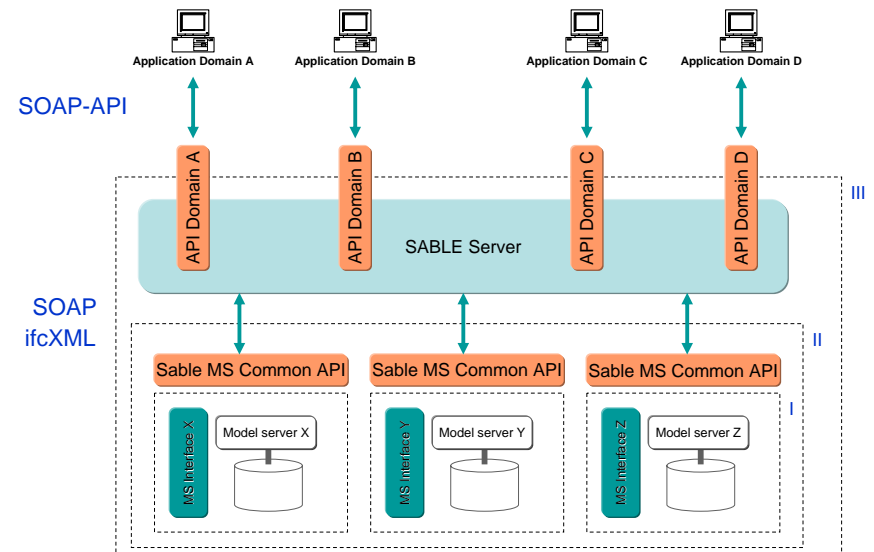 Application Domain A
Application Domain B
Application Domain C
Application Domain D
SOAP-API
API Domain A
API Domain B
API Domain C
API Domain D
III
SABLE Server
SOAP
ifcXML
II
Sable MS Common API
Sable MS Common API
Sable MS Common API
I
MS Interface X
Model server X
MS Interface Y
Model server Y
MS Interface Z
Model server Z